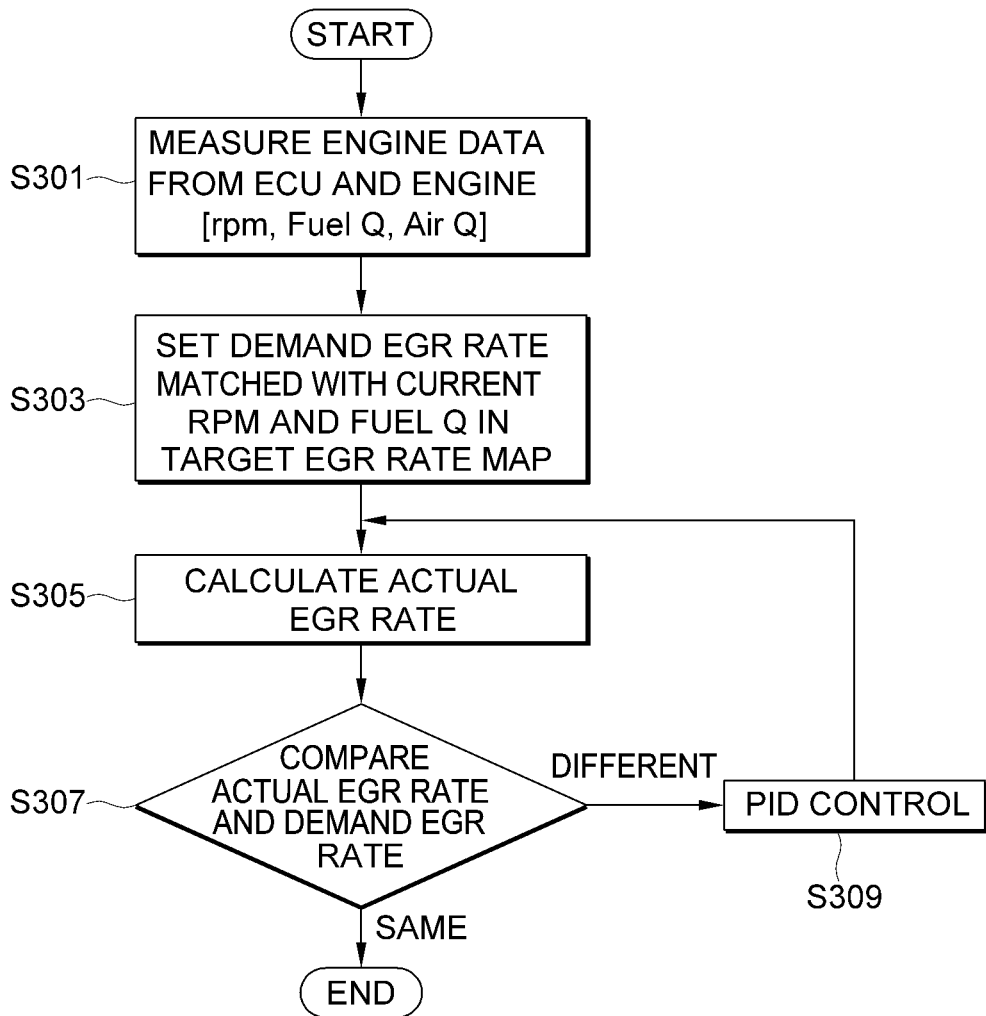 START
S301
MEASURE ENGINE DATA
FROM ECU AND ENGINE
[rpm, Fuel Q, Air Q]
S303
SET DEMAND EGR RATE
MATCHED WITH CURRENT
RPM AND FUEL Q IN
TARGET EGR RATE MAP
S305
CALCULATE ACTUAL
EGR RATE
S307
COMPARE
ACTUAL EGR RATE
AND DEMAND EGR
RATE
DIFFERENT
PID CONTROL
S309
SAME
END